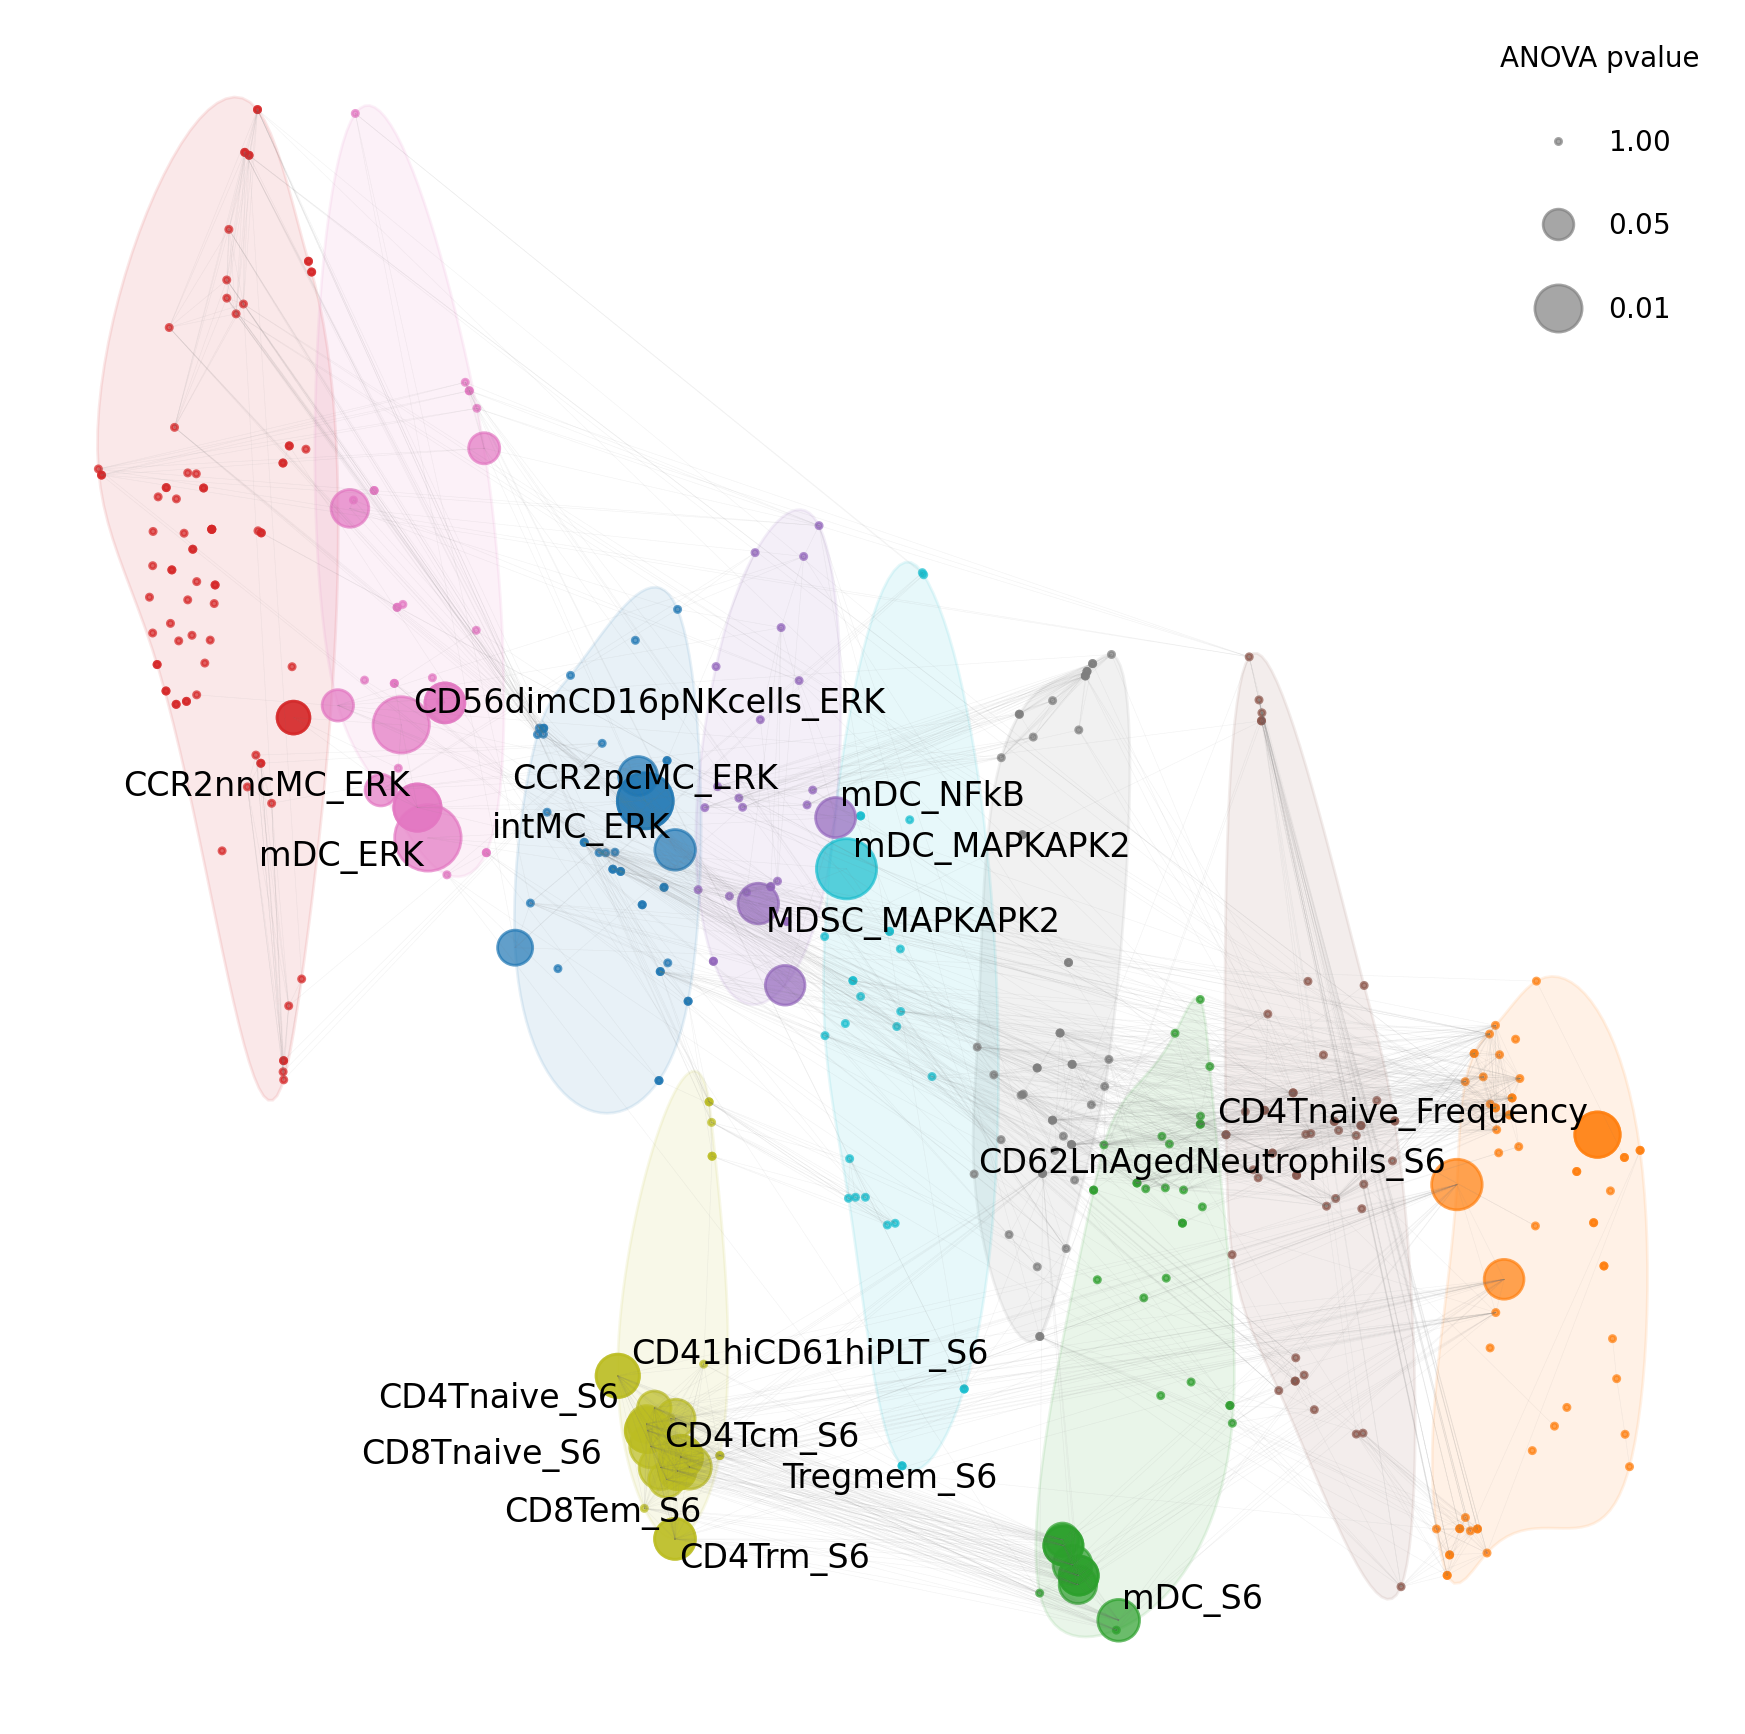 ANOVA pvalue
1.00
0.05
0.01
CD56dimCD16pNKcells_ERK
CCR2nncMC_ERK
CCR2pcMC_ERK
mDC_NFkB
intMC_ERK
mDC_MAPKAPK2
mDC_ERK
MDSC_MAPKAPK2
CD4Tnaive_Frequency
CD62LnAgedNeutrophils_S6
CD41hiCD61hiPLT_S6
CD4Tnaive_S6
CD4Tcm_S6
CD8Tnaive_S6
Tregmem_S6
CD8Tem_S6
CD4Trm_S6
mDC_S6